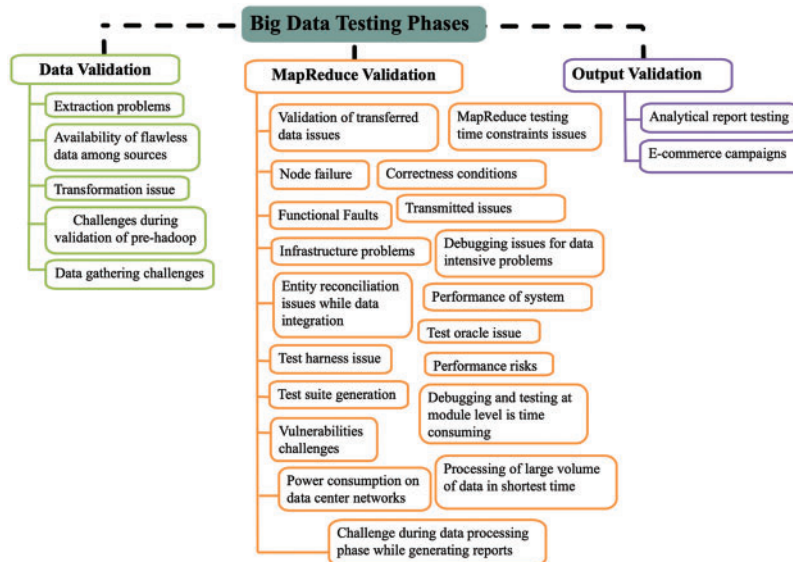 Big Data Testing Phases
Data Validation
Extraction problems
Availability of flawless
data among sources
Transformation issue
Challenges during
validation of pre-hadoop
Data gathering challenges
MapReduce Validation
Validation of transferred
data issues
MapReduce testing
time constraints issues
Node failure
Correctness conditions
Functional Faults
Transmitted issues
Infrastructure problems
Debugging issues for data
intensive problems
Entity reconciliation
issues while data
integration
Performance of system
Test oracle issue
Test harness issue
Performance risks
Test suite generation
Debugging and testing at
module level is time
consuming
Vulnerabilities
challenges
Power consumption on
data center networks
Processing of large volume
of data in shortest time
Challenge during data processing
phase while generating reports
Output Validation
Analytical report testing
E-commerce campaigns